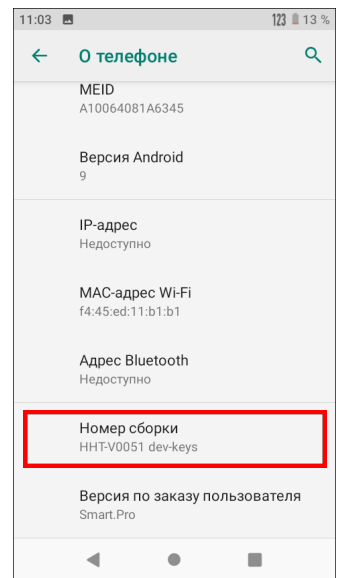 11:03 123 13 %
О телефоне
MEID
A10064081A6345
Версия Android
9
IP-адрес
Недоступно
MAC-адрес Wi-Fi
f4:45:ed:11:b1:b1
Адрес Bluetooth
Недоступно
Номер сборки
HHT-V0051 dev-keys
Версия по заказу пользователя
Smart.Pro